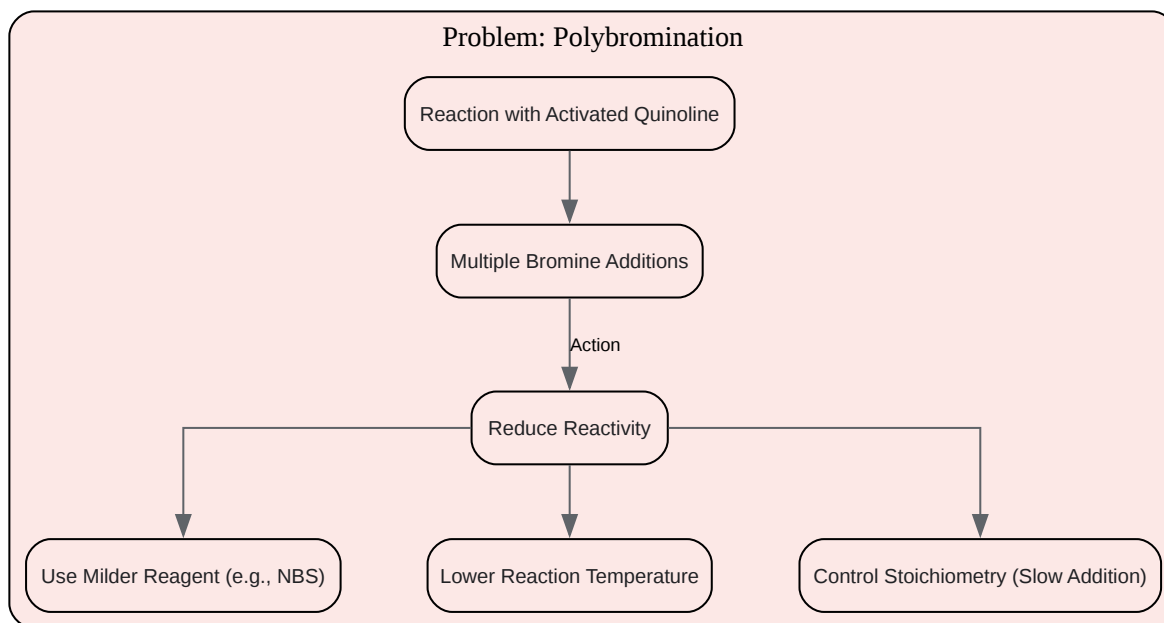 Problem: Polybromination
Reaction with Activated Quinoline
Multiple Bromine Additions
Action
Reduce Reactivity
Use Milder Reagent (e.g., NBS)
Lower Reaction Temperature
Control Stoichiometry (Slow Addition)